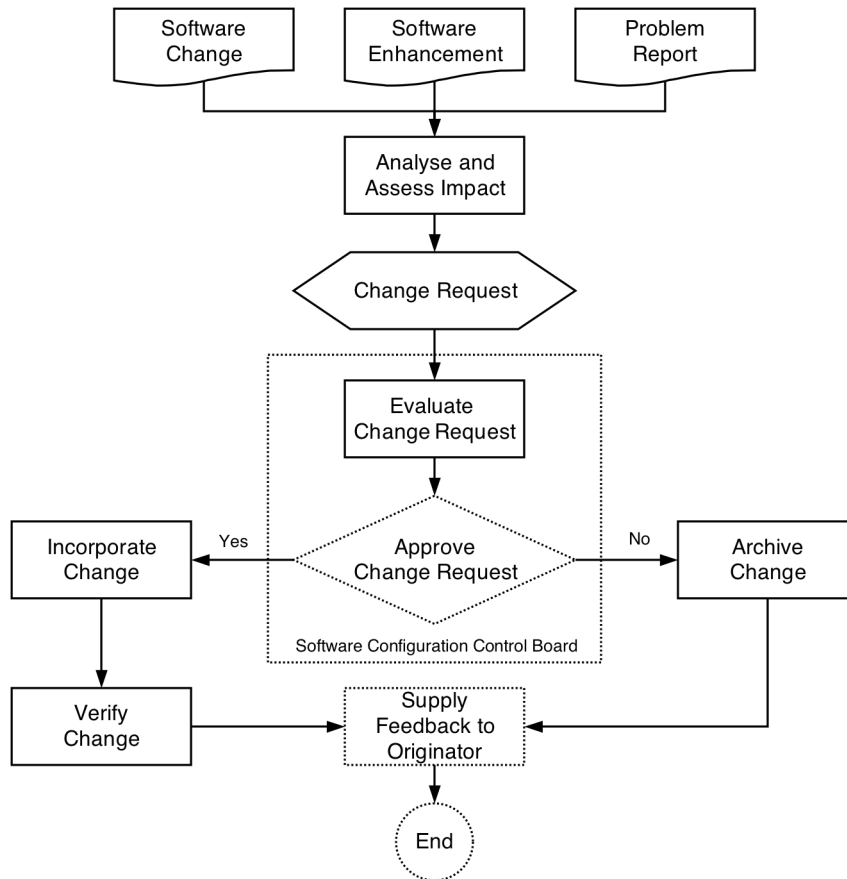 Software
Change
Software
Enhancement
Problem
Report
Analyse and
Assess Impact
Change Request
Evaluate
Change Request
Yes
No
Incorporate
Change
Approve
Change Request
Archive
Change
Software Configuration Control Board
Verify
Change
Supply
Feedback to
Originator
End